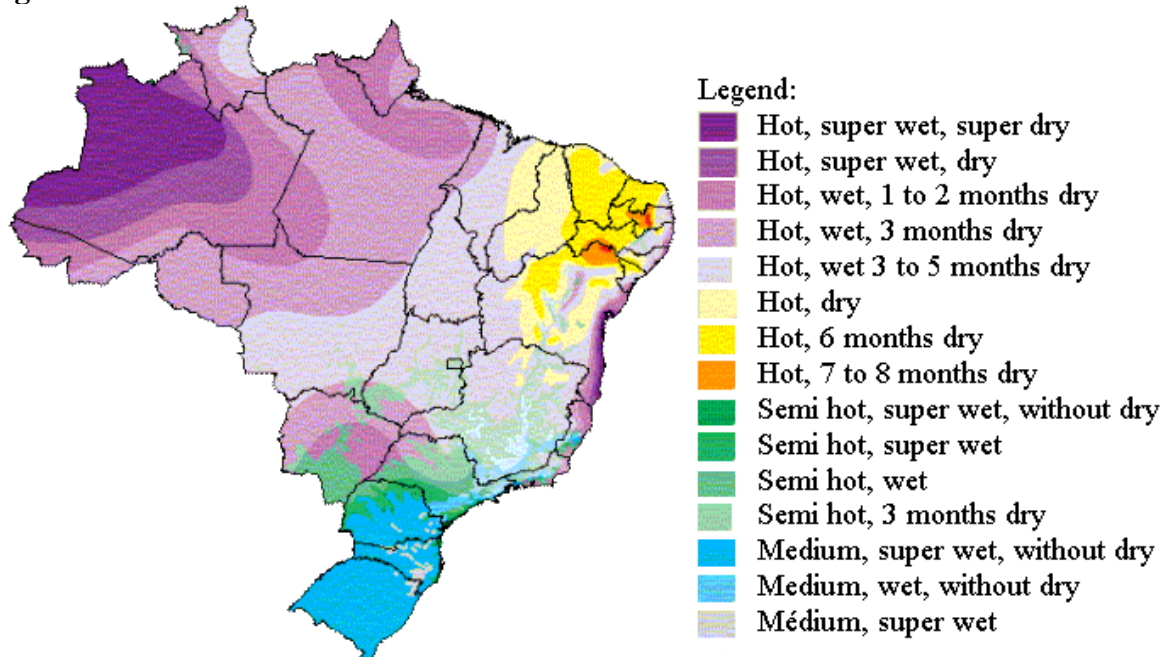 Legend:
Hot, super wet, super dry
Hot, super wet, dry
Hot, wet, 1 to 2 months dry
Hot, wet, 3 months dry
Hot, wet 3 to 5 months dry
Hot, dry
Hot, 6 months dry
Hot, 7 to 8 months dry
Semi hot, super wet, without dry
Semi hot, super wet
Semi hot, wet
Semi hot, 3 months dry
Medium, super wet, without dry
Medium, wet, without dry
Médium, super wet